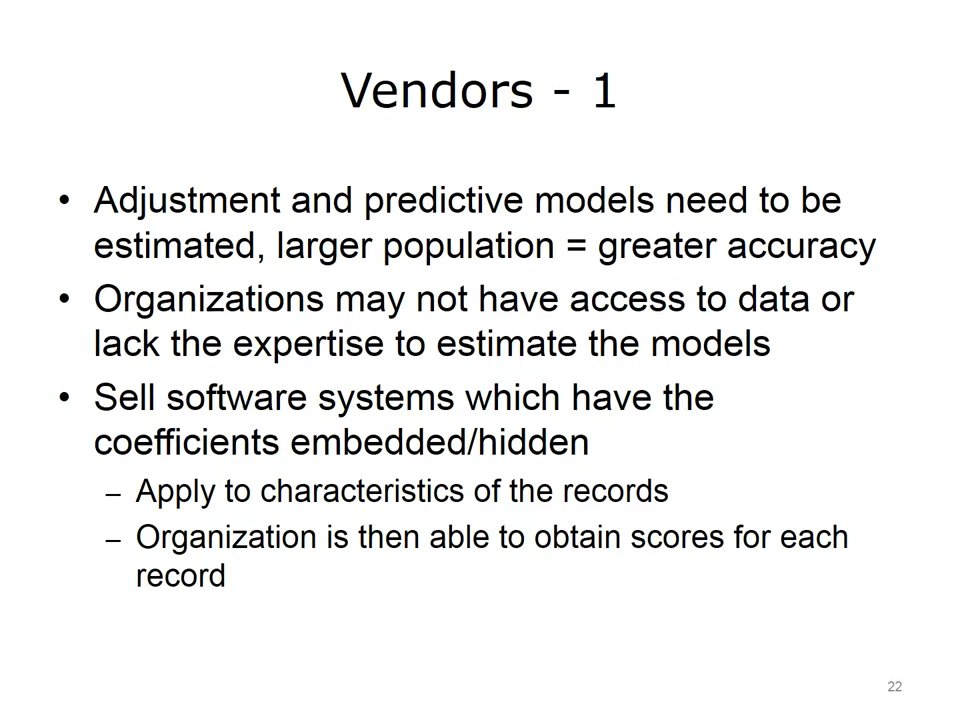 Vendors - 1
• Adjustment and predictive models need to be
estimated, larger population = greater accuracy
• Organizations may not have access to data or
lack the expertise to estimate the models
• Sell software systems which have the
coefficients embedded/hidden
– Apply to characteristics of the records
– Organization is then able to obtain scores for each
record
22